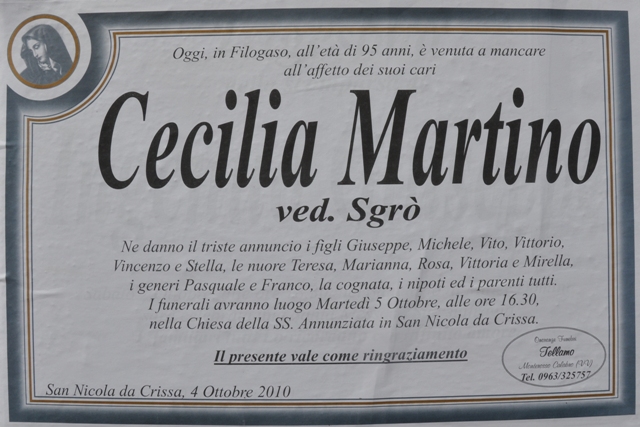 Oggi, in Filogaso, all'età di 95 anni, è venuta a mancare
all'affetto dei suoi cari
Cecilia Martino
ved. Sgrò
Ne danno il triste annuncio i figli Giuseppe, Michele, Vito, Vittorio,
Vincenzo e Stella, le nuore Teresa, Marianna, Rosa, Vittoria e Mirella,
i generi Pasquale e Franco, la cognata, i nipoti ed i parenti tutti.
I funerali avranno luogo Martedì 5 Ottobre, alle ore 16.30,
nella Chiesa della SS. Annunziata in San Nicola da Crissa.
Il presente vale come ringraziamento
San Nicola da Crissa, 4 Ottobre 2010
Tellamo
(VV)
Tel. 0963/325757